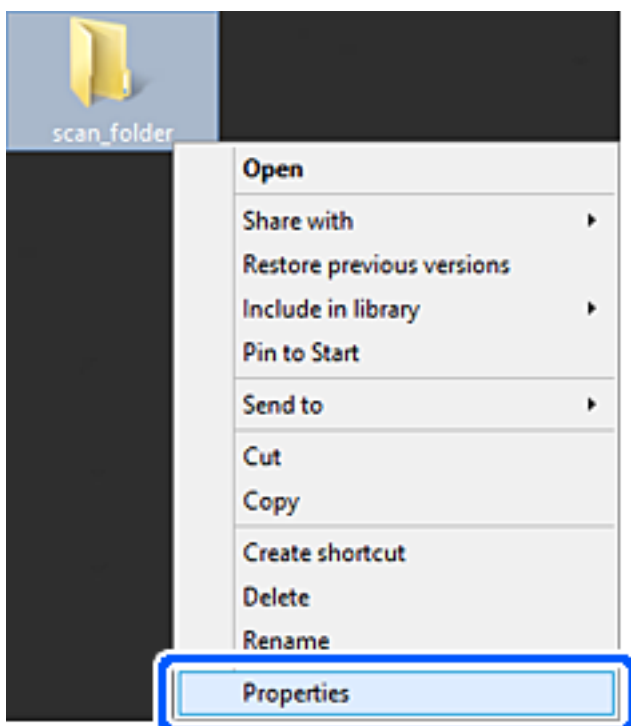 scan_folder
Open
Share with
Restore previous versions
Include in library
Pin to Start
Send to
Cut
Copy
Create shortcut
Delete
Rename
Properties